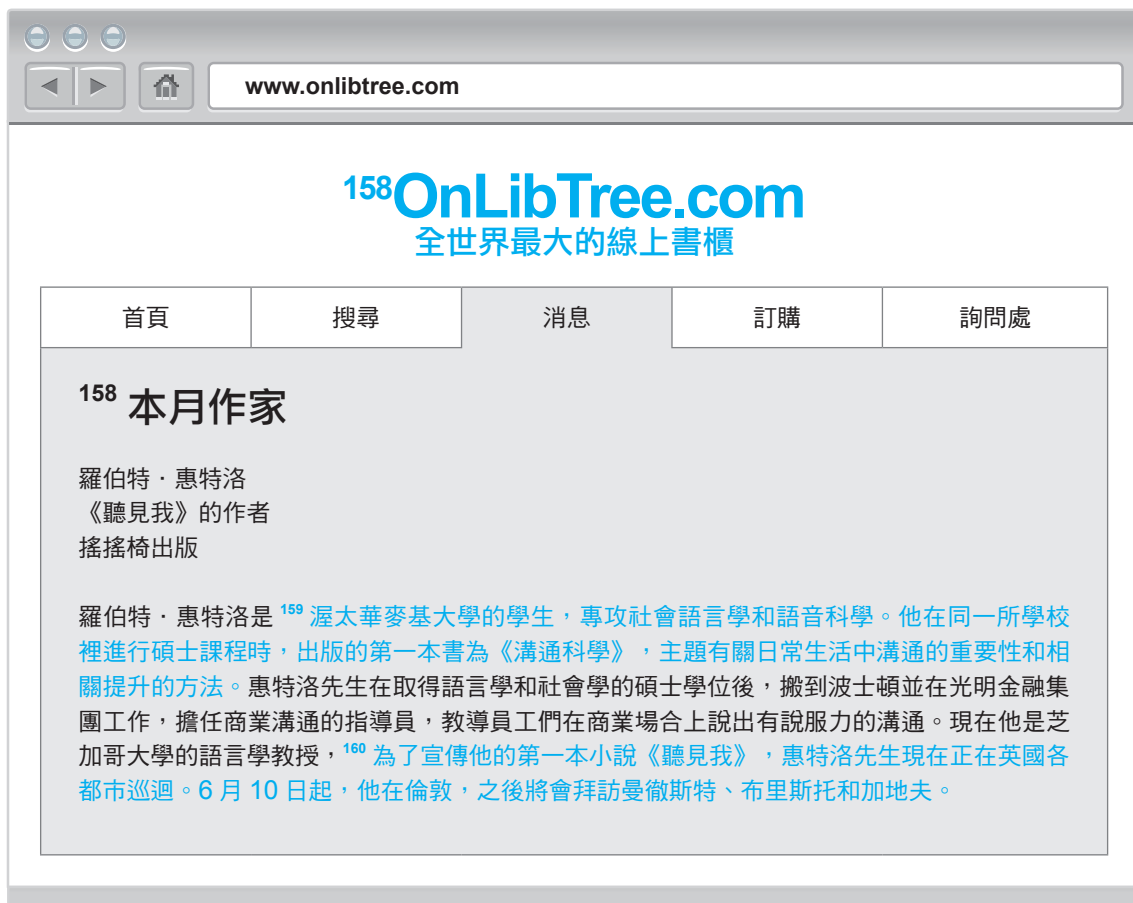 www.onlibtree.com
158OnLibTree.com
全世界最大的線上書櫃
首頁 搜尋 消息 訂購 詢問處
158 本月作家
羅伯特．惠特洛
《聽見我》的作者
搖搖椅出版
羅伯特．惠特洛是 159 渥太華麥基大學的學生，專攻社會語言學和語音科學。他在同一所學校
裡進行碩士課程時，出版的第一本書為《溝通科學》，主題有關日常生活中溝通的重要性和相
關提升的方法。惠特洛先生在取得語言學和社會學的碩士學位後，搬到波士頓並在光明金融集
團工作，擔任商業溝通的指導員，教導員工們在商業場合上說出有說服力的溝通。現在他是芝
加哥大學的語言學教授，160 為了宣傳他的第一本小說《聽見我》，惠特洛先生現在正在英國各
都市巡迴。6 月 10 日起，他在倫敦，之後將會拜訪曼徹斯特、布里斯托和加地夫。